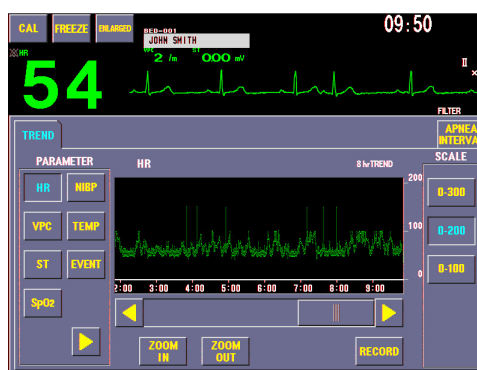 CAL FREEZE ENLARGED BED-001 09:50
JOHN SMITH
HR VPC ST
2 /m 0.00 mV
54 II
FILTER
TREND APNEA
INTERVA
PARAMETER HR 8 hr TREND SCALE
200
HR NIBP 0-300
VPC TEMP 100 0-200
ST EVENT 0 0-100
2:00 3:00 4:00 5:00 6:00 7:00 8:00 9:00
SpO2
ZOOM IN ZOOM OUT RECORD